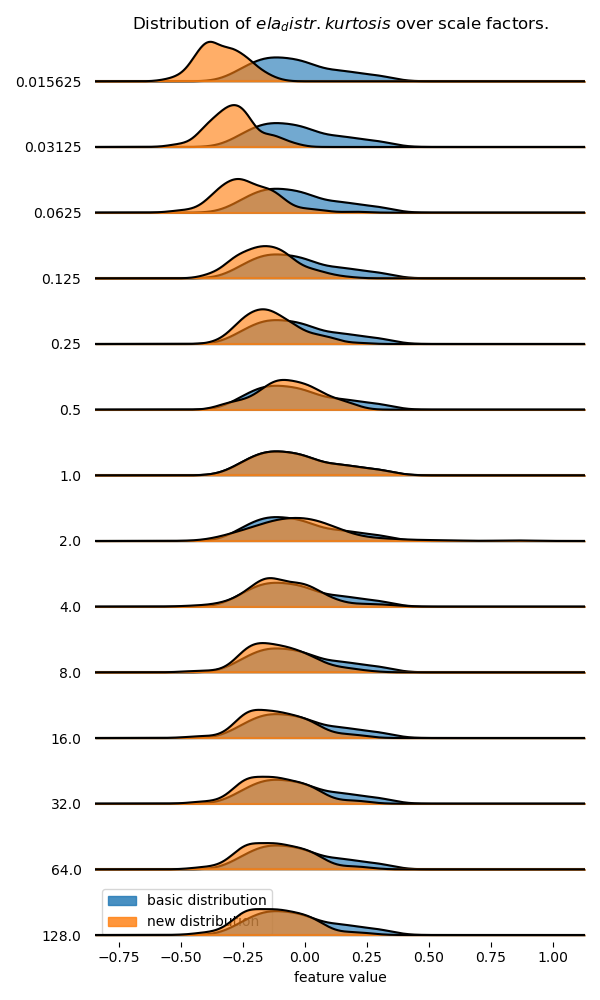 Distribution of ela_distr.kurtosis over scale factors.
0.015625
0.03125
0.0625
0.125
0.25
0.5
1.0
2.0
4.0
8.0
16.0
32.0
64.0
basic distribution
new distribution
128.0
−0.75 −0.50 −0.25 0.00 0.25 0.50 0.75 1.00
feature value